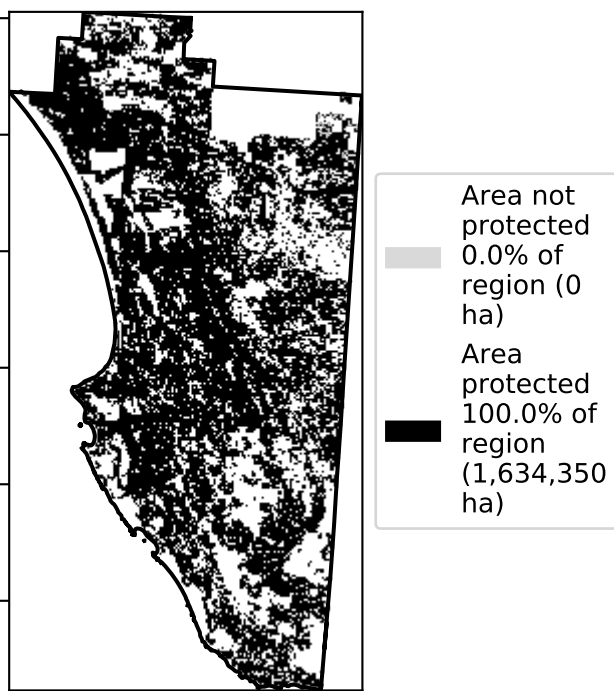 Area not
protected
0.0% of
region (0
ha)
Area
protected
100.0% of
region
(1,634,350
ha)